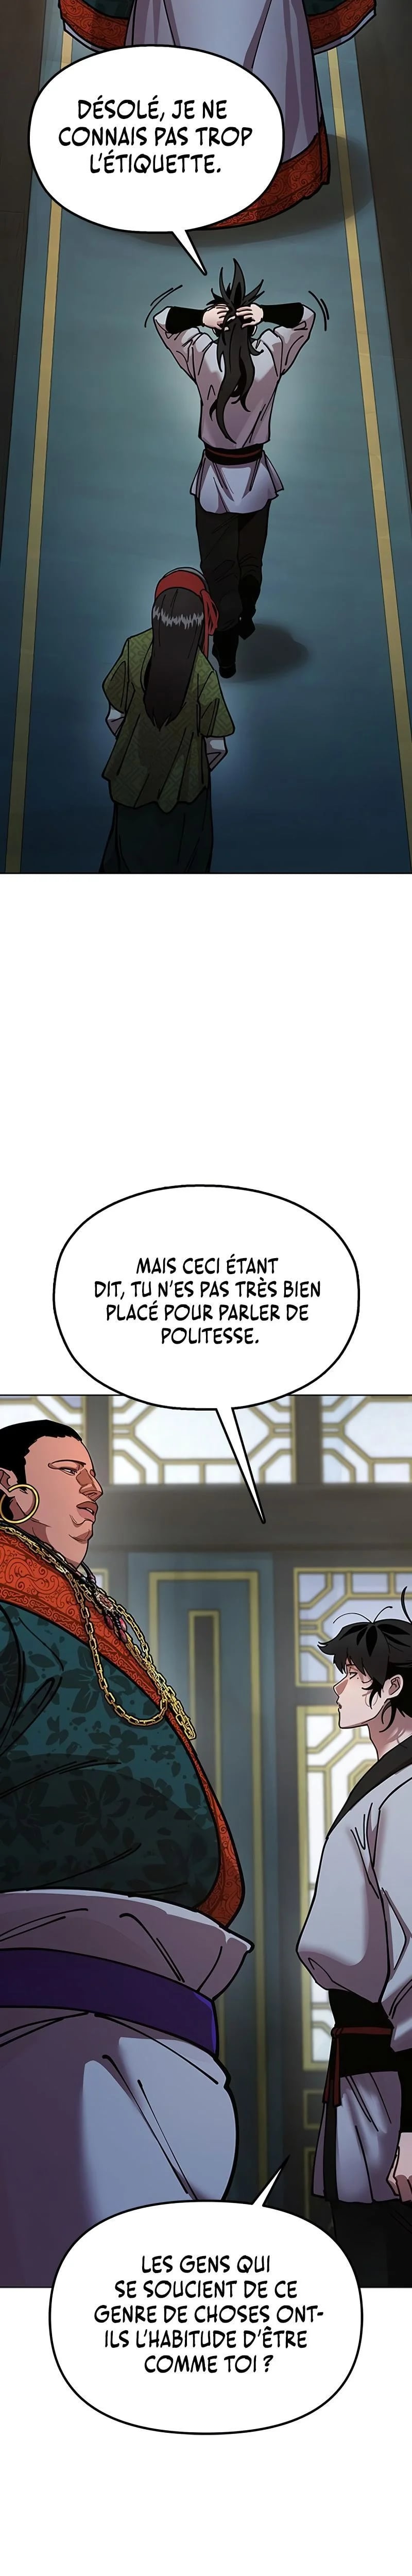 DÉSOLÉ, JE NE
CONNAIS PAS TROP
L'ÉTIQUETTE.
MAIS CECI ÉTANT
DIT, TU N'ES PAS TRÈS BIEN
PLACÉ POUR PARLER DE
POLITESSE.
LES GENS QUI
SE SOUCIENT DE CE
GENRE DE CHOSES ONT-
ILS L'HABITUDE D'ÊTRE
COMME TOI ?